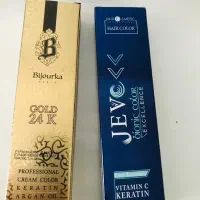 B
Bijourka
GOLD
24 K
PROFESSIONAL
CREAM COLOR
KERATIN
ARGAN OIL
HAIR COLOR
JEVO
bionic color
EXCELLENCE
VITAMIN C
KERATIN